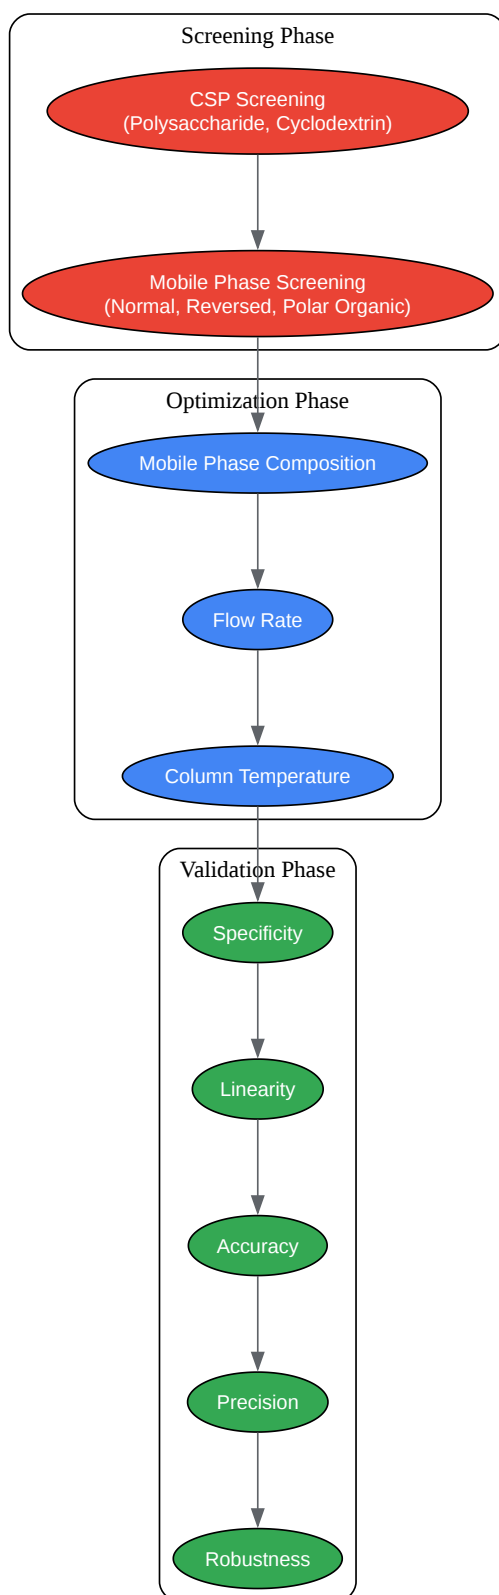 Screening Phase
CSP Screening
(Polysaccharide, Cyclodextrin)
Mobile Phase Screening
(Normal, Reversed, Polar Organic)
Optimization Phase
Mobile Phase Composition
Flow Rate
Column Temperature
Validation Phase
Specificity
Linearity
Accuracy
Precision
Robustness